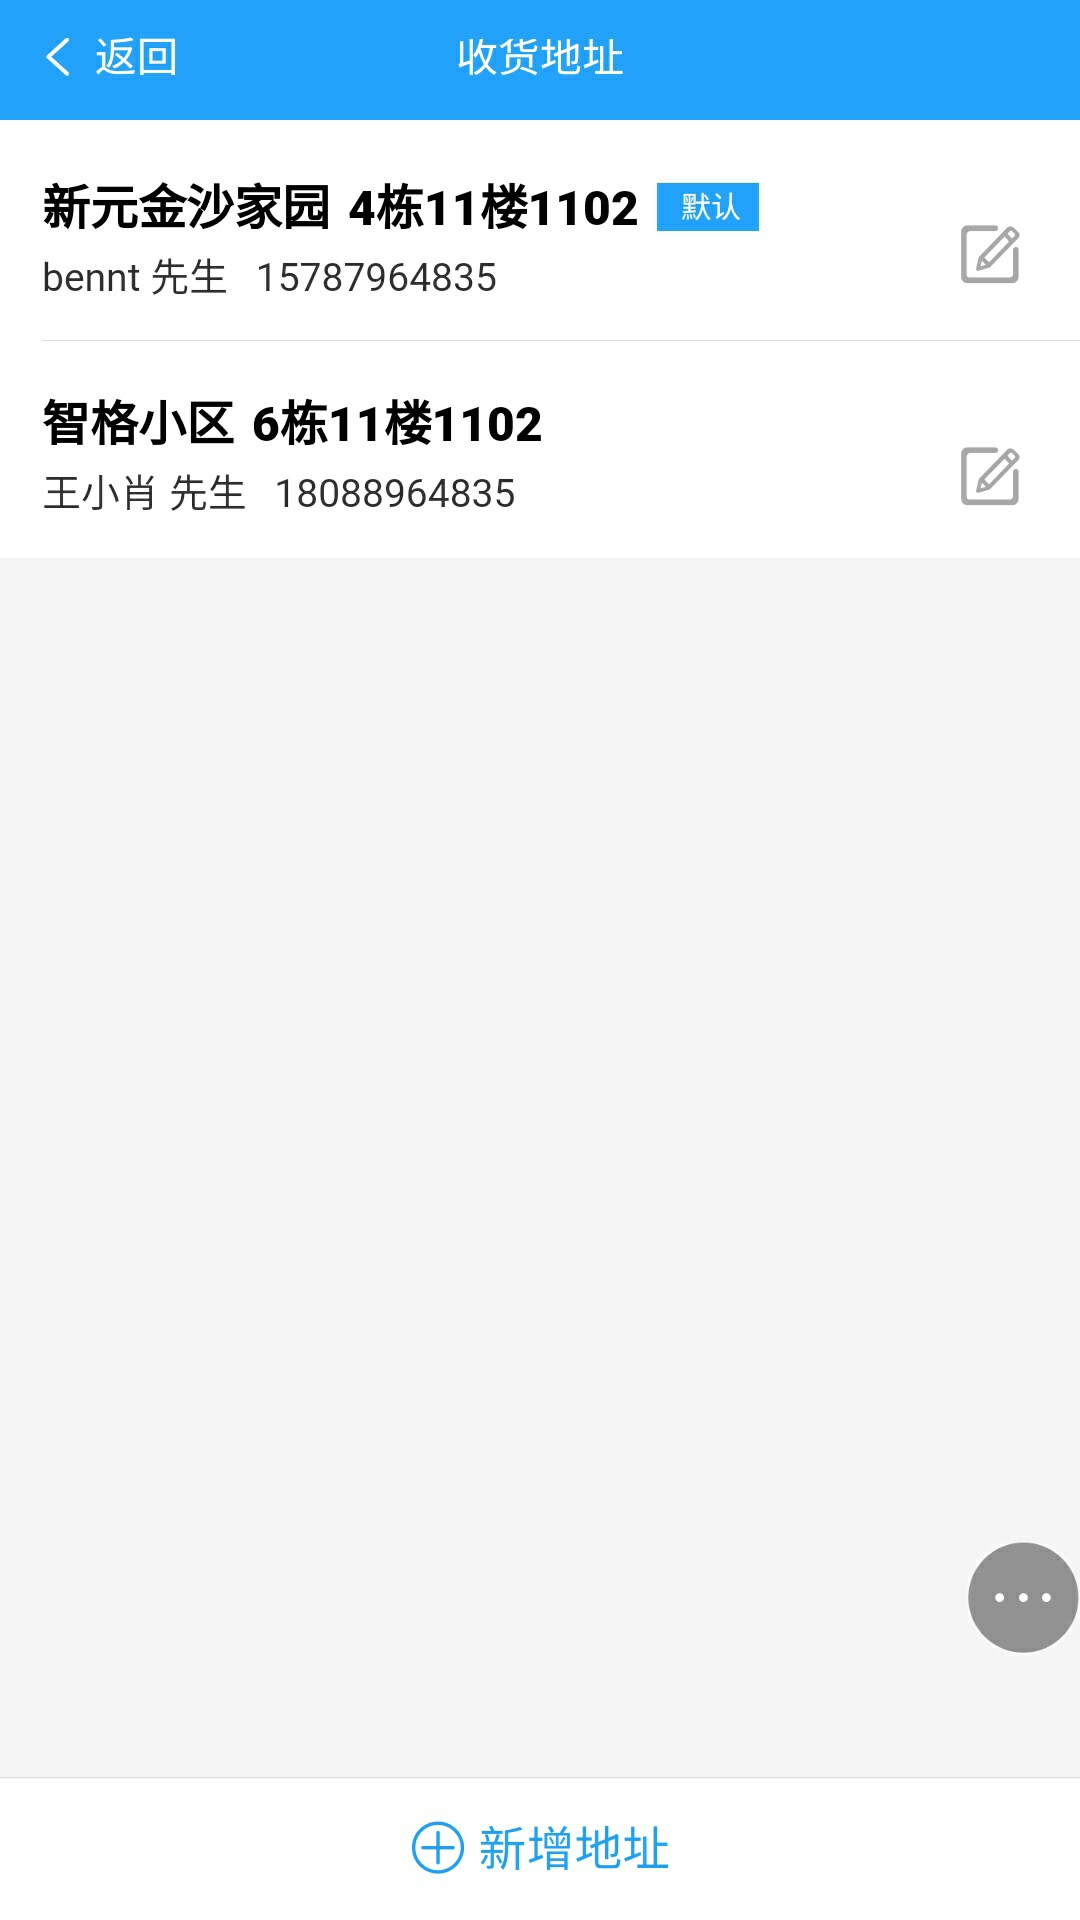 返回 收货地址
新元金沙家园 4栋11楼1102 默认
bennt 先生 15787964835
智格小区 6栋11楼1102
王小肖 先生 18088964835
新增地址